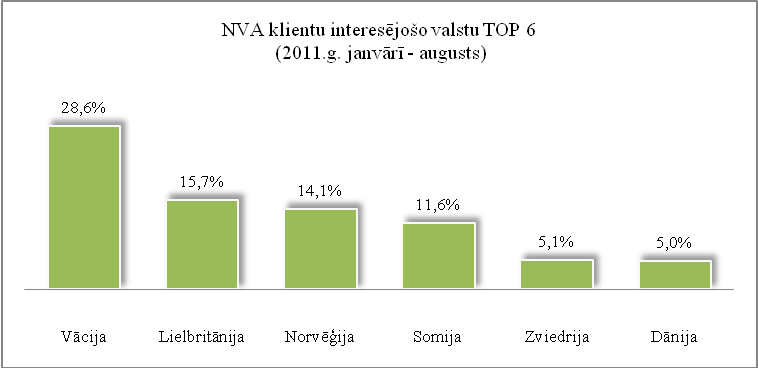 NVA klientu interesējošo valstu TOP 6
(2011.g. janvārī - augusts)
28,6%
15,7%
14,1%
11,6%
5,1%
5,0%
Vācija
Lielbritānija
Norvēģija
Somija
Zviedrija
Dānija